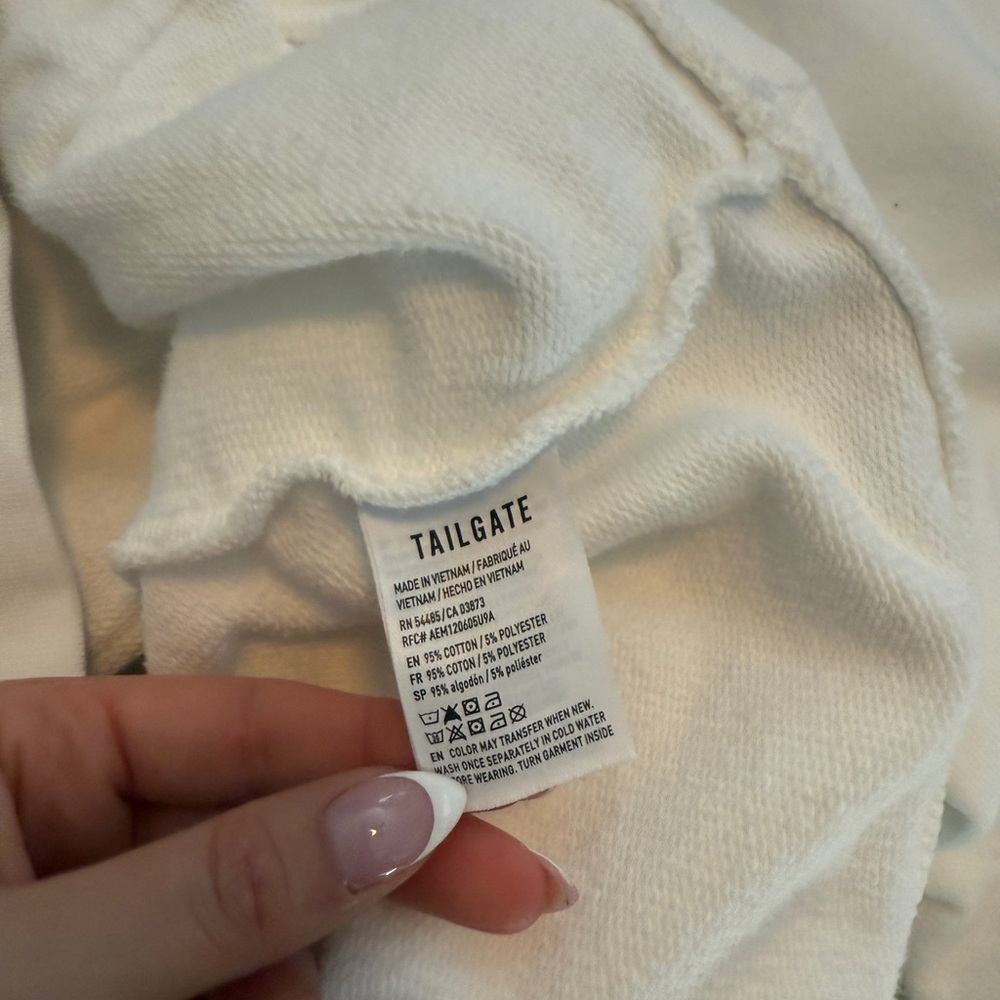 TAILGATE
MADE IN VIETNAM / FABRIQUÉ AU
VIETNAM / HECHO EN VIETNAM
RN 54485/CA 03873
RFC# AEM120605U9A
EN 95% COTTON / 5% POLYESTER
FR 95% COTON / 5% POLYESTER
SP 95% algodón / 5% poliéster
EN COLOR MAY TRANSFER WHEN NEW.
WASH ONCE SEPARATELY IN COLD WATER
WEARING. TURN GARMENT INSIDE